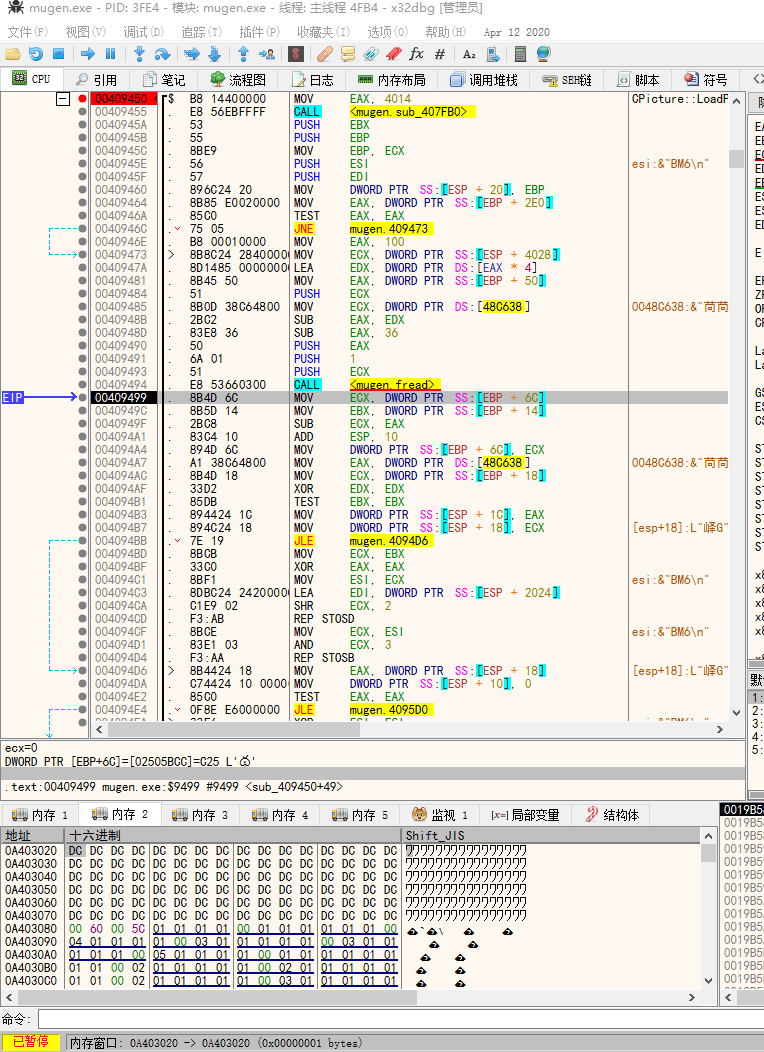 mugen.exe - PID: 3FE4 - 模块: mugen.exe - 线程: 主线程 4FB4 - x32dbg [管理员]
文件(F) 视图(V) 调试(D) 追踪(T) 插件(P) 收藏夹(I) 选项(O) 帮助(H) Apr 12 2020
CPU 引用 笔记 流程图 日志 内存布局 调用堆栈 SEH链 脚本 符号
00409450 B8 14400000 MOV EAX, 4014 CPicture::LoadF
00409455 E8 56EBFFFF CALL <mugen.sub_407FB0>
0040945A 53 PUSH EBX
0040945B 55 PUSH EBP
0040945C 8BE9 MOV EBP, ECX
0040945E 56 PUSH ESI esi:&"BM6\n"
0040945F 57 PUSH EDI
00409460 896C24 20 MOV DWORD PTR SS:[ESP + 20], EBP
00409464 8B85 E0020000 MOV EAX, DWORD PTR SS:[EBP + 2E0]
0040946A 85C0 TEST EAX, EAX
0040946C 75 05 JNE mugen.409473
0040946E B8 00010000 MOV EAX, 100
00409473 8B8C24 28400000 MOV ECX, DWORD PTR SS:[ESP + 4028]
0040947A 8D1485 00000000 LEA EDX, DWORD PTR DS:[EAX * 4]
00409481 8B45 50 MOV EAX, DWORD PTR SS:[EBP + 50]
00409484 51 PUSH ECX
00409485 8B0D 38C64800 MOV ECX, DWORD PTR DS:[48C638] 0048C638:&"苘苘
0040948B 2BC2 SUB EAX, EDX
0040948D 83E8 36 SUB EAX, 36
00409490 50 PUSH EAX
00409491 6A 01 PUSH 1
00409493 51 PUSH ECX
00409494 E8 53660300 CALL <mugen.fread>
EIP 00409499 8B4D 6C MOV ECX, DWORD PTR SS:[EBP + 6C]
0040949C 8B5D 14 MOV EBX, DWORD PTR SS:[EBP + 14]
0040949F 2BC8 SUB ECX, EAX
004094A1 83C4 10 ADD ESP, 10
004094A4 894D 6C MOV DWORD PTR SS:[EBP + 6C], ECX
004094A7 A1 38C64800 MOV EAX, DWORD PTR DS:[48C638] 0048C638:&"苘苘
004094AC 8B4D 18 MOV ECX, DWORD PTR SS:[EBP + 18]
004094AF 33D2 XOR EDX, EDX
004094B1 85DB TEST EBX, EBX
004094B3 894424 1C MOV DWORD PTR SS:[ESP + 1C], EAX
004094B7 894C24 18 MOV DWORD PTR SS:[ESP + 18], ECX [esp+18]:L"峄G"
004094BB 7E 19 JLE mugen.4094D6
004094BD 8BCB MOV ECX, EBX
004094BF 33C0 XOR EAX, EAX
004094C1 8BF1 MOV ESI, ECX esi:&"BM6\n"
004094C3 8DBC24 24200000 LEA EDI, DWORD PTR SS:[ESP + 2024]
004094CA C1E9 02 SHR ECX, 2
004094CD F3:AB REP STOSD
004094CF 8BCE MOV ECX, ESI esi:&"BM6\n"
004094D1 83E1 03 AND ECX, 3
004094D4 F3:AA REP STOSB
004094D6 8B4424 18 MOV EAX, DWORD PTR SS:[ESP + 18] [esp+18]:L"峄G"
004094DA C74424 10 00000 MOV DWORD PTR SS:[ESP + 10], 0
004094E2 85C0 TEST EAX, EAX
004094E4 0F8E E6000000 JLE mugen.4095D0
ecx=0
DWORD PTR [EBP+6C]=[02505BCC]=C25
.text:00409499 mugen.exe:$9499 #9499 <sub_409450+49>
内存 1 内存 2 内存 3 内存 4 内存 5 监视 1 [x=]局部变量 结构体
地址 十六进制 Shift_JIS
0A403020 DC DC DC DC DC DC DC DC DC DC DC DC DC DC DC DC ﾜﾜﾜﾜﾜﾜﾜﾜﾜﾜﾜﾜﾜﾜﾜﾜ
0A403030 DC DC DC DC DC DC DC DC DC DC DC DC DC DC DC DC ﾜﾜﾜﾜﾜﾜﾜﾜﾜﾜﾜﾜﾜﾜﾜﾜ
0A403040 DC DC DC DC DC DC DC DC DC DC DC DC DC DC DC DC ﾜﾜﾜﾜﾜﾜﾜﾜﾜﾜﾜﾜﾜﾜﾜﾜ
0A403050 DC DC DC DC DC DC DC DC DC DC DC DC DC DC DC DC ﾜﾜﾜﾜﾜﾜﾜﾜﾜﾜﾜﾜﾜﾜﾜﾜ
0A403060 DC DC DC DC DC DC DC DC DC DC DC DC DC DC DC DC ﾜﾜﾜﾜﾜﾜﾜﾜﾜﾜﾜﾜﾜﾜﾜﾜ
0A403070 DC DC DC DC DC DC DC DC DC DC DC DC DC DC DC DC ﾜﾜﾜﾜﾜﾜﾜﾜﾜﾜﾜﾜﾜﾜﾜﾜ
0A403080 00 60 00 5C 01 01 01 01 00 01 01 01 01 01 01 00
0A403090 04 01 01 01 01 00 03 01 01 01 01 01 00 03 01 01
0A4030A0 01 01 01 00 05 01 01 01 01 00 01 01 01 01 01 01
0A4030B0 01 01 00 02 01 01 01 01 01 00 02 01 01 01 01 01
0A4030C0 01 01 00 02 01 01 01 01 01 00 03 01 01 01 01 01
命令:
已暂停 内存窗口: 0A403020 -> 0A403020 (0x00000001 bytes)